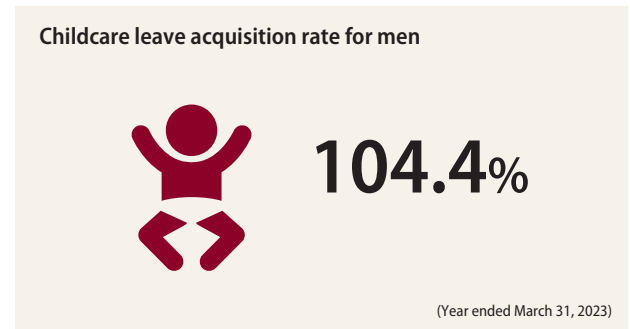 Childcare leave acquisition rate for men
104.4%
(Year ended March 31, 2023)